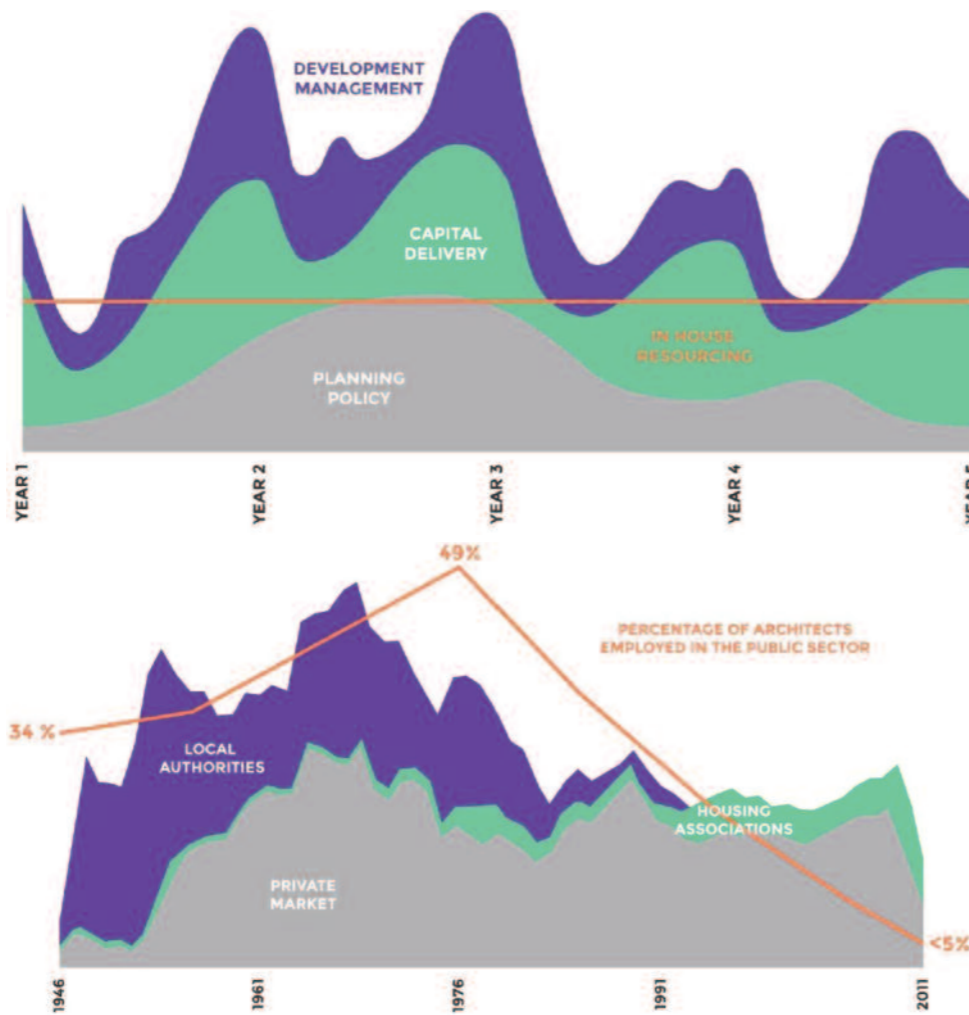 DEVELOPMENT
MANAGEMENT
CAPITAL
DELIVERY
IN HOUSE
RESOURCING
PLANNING
POLICY
YEAR 1
YEAR 2
YEAR 3
YEAR 4
YEAR 5
49%
PERCENTAGE OF ARCHITECTS
EMPLOYED IN THE PUBLIC SECTOR
34 %
LOCAL
AUTHORITIES
HOUSING
ASSOCIATIONS
PRIVATE
MARKET
<5%
1946
1961
1976
1991
2011